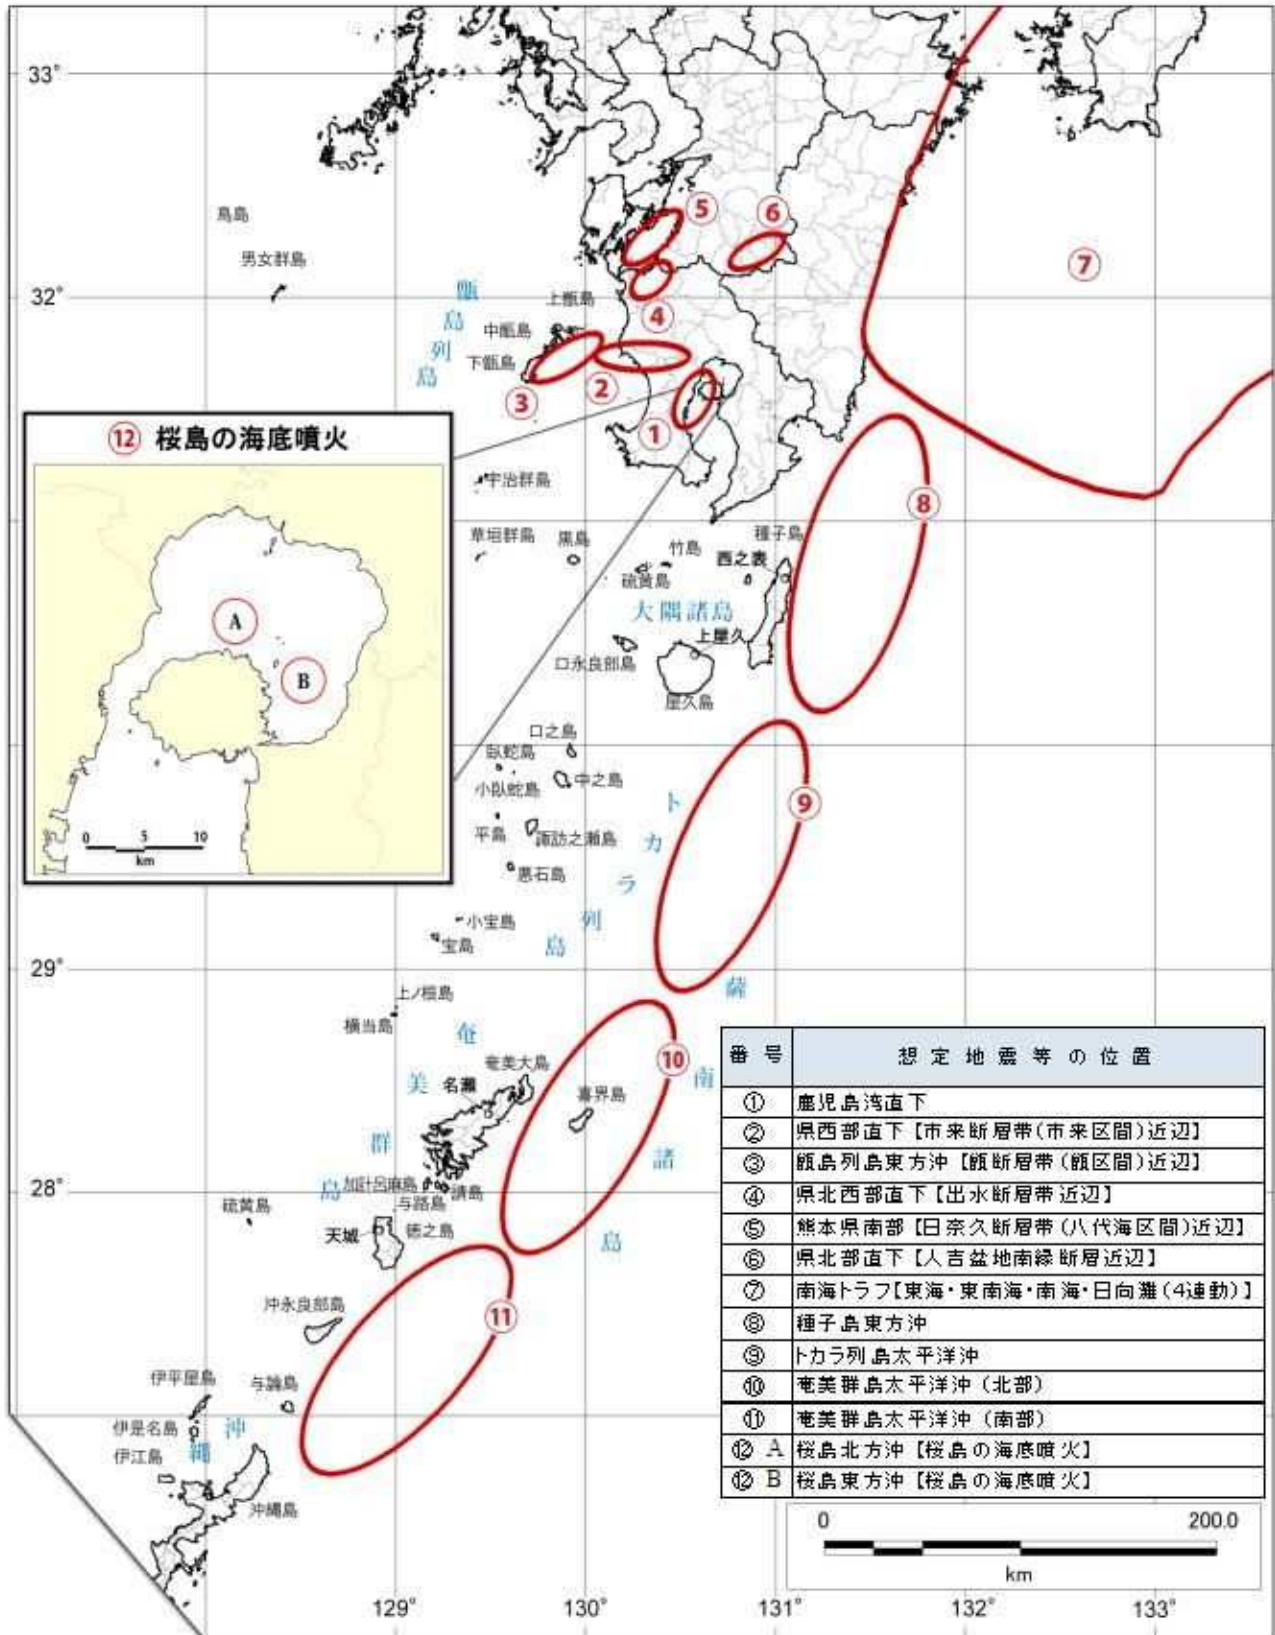 33°
⑤
⑥
鳥島
男女群島
⑦
32°
甑島列島
上甑島
④
中甑島
下甑島
②
③
①
⑫ 桜島の海底噴火
A
B
0 5 10
km
宇治群島
⑧
草垣群島
黒島
竹島
種子島
西之表
硫黄島
大隅諸島
上屋久
口永良部島
屋久島
口之島
臥蛇島
中之島
小臥蛇島
⑨
トカラ列島
平島
諏訪之瀬島
悪石島
小宝島
宝島
29°
薩南諸島
上ノ根島
横当島
奄美群島
奄美大島
⑩
名瀬
喜界島
28°
加計呂麻島
請島
与路島
硫黄島
天城
徳之島
沖永良部島
⑪
伊平屋島
与論島
伊是名島
沖縄
伊江島
沖縄島
番号 想定地震等の位置
① 鹿児島湾直下
② 県西部直下【市来断層帯(市来区間)近辺】
③ 甑島列島東方沖【甑断層帯(甑区間)近辺】
④ 県北西部直下【出水断層帯近辺】
⑤ 熊本県南部【日奈久断層帯(八代海区間)近辺】
⑥ 県北部直下【人吉盆地南縁断層近辺】
⑦ 南海トラフ【東海・東南海・南海・日向灘(4連動)】
⑧ 種子島東方沖
⑨ トカラ列島太平洋沖
⑩ 奄美群島太平洋沖(北部)
⑪ 奄美群島太平洋沖(南部)
⑫ A 桜島北方沖【桜島の海底噴火】
⑫ B 桜島東方沖【桜島の海底噴火】
0 200.0
km
129° 130° 131° 132° 133°